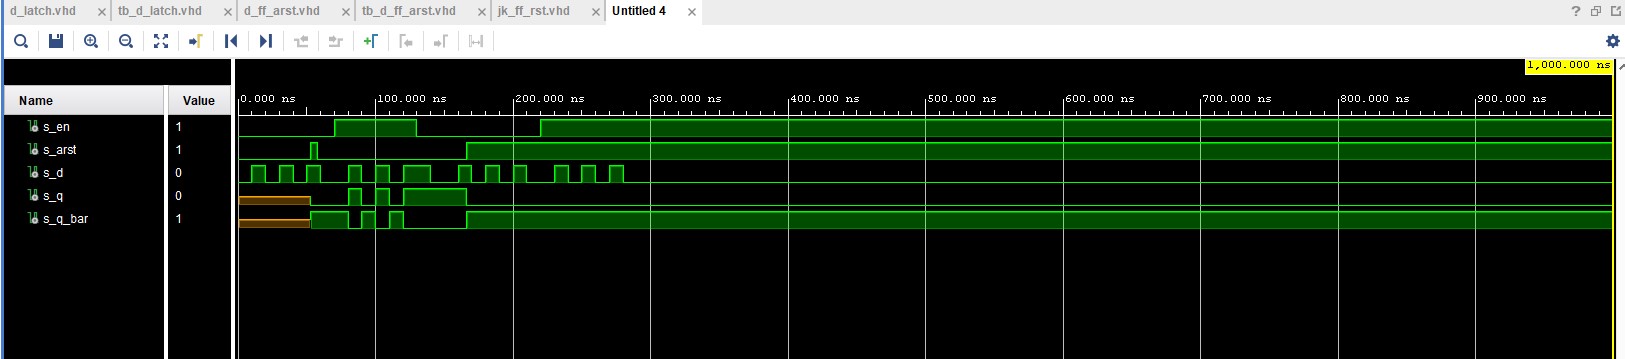 d_latch.vhd × tb_d_latch.vhd × d_ff_arst.vhd × tb_d_ff_arst.vhd × jk_ff_rst.vhd × Untitled 4 × ?
1,000.000 ns
Name Value 0.000 ns 100.000 ns 200.000 ns 300.000 ns 400.000 ns 500.000 ns 600.000 ns 700.000 ns 800.000 ns 900.000 ns
s_en 1
s_arst 1
s_d 0
s_q 0
s_q_bar 1